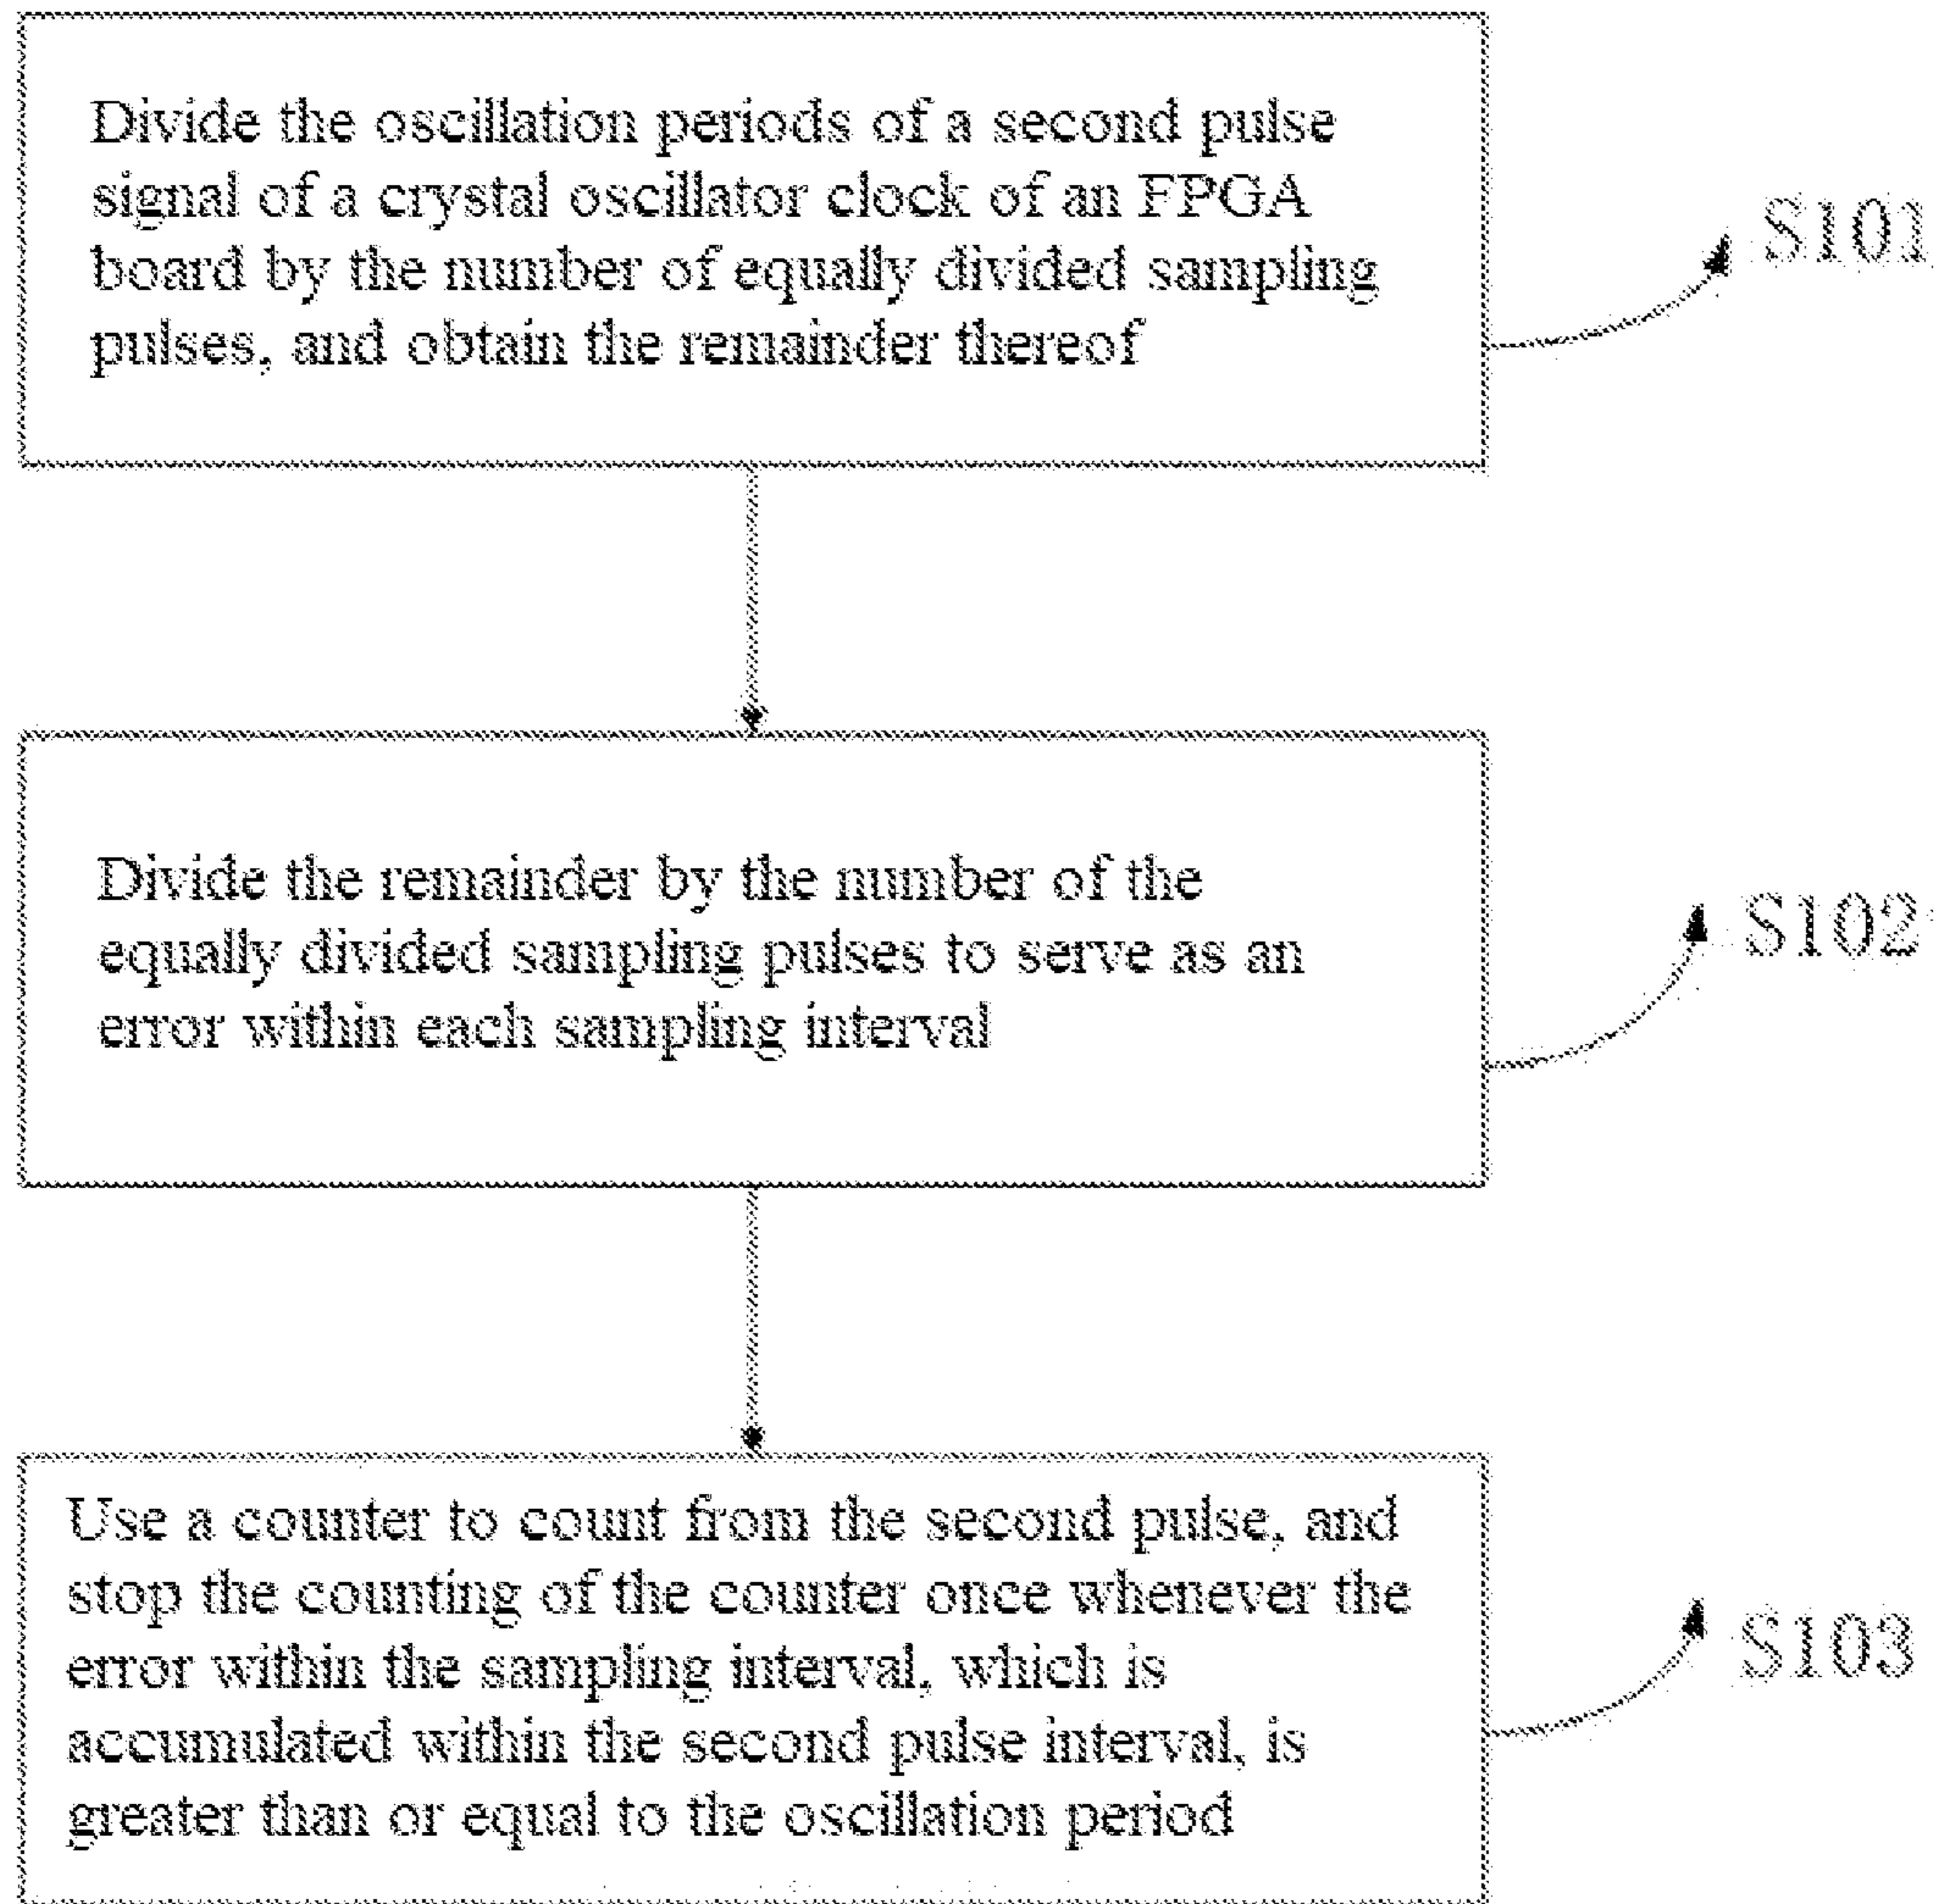 Divide the oscillation periods of a second pulse
signal of a crystal oscillator clock of an FPGA
board by the number of equally divided sampling
pulses, and obtain the remainder thereof
S101
Divide the remainder by the number of the
equally divided sampling pulses to serve as an
error within each sampling interval
S102
Use a counter to count from the second pulse, and
stop the counting of the counter once whenever the
error within the sampling interval, which is
accumulated within the second pulse interval, is
greater than or equal to the oscillation period
S103